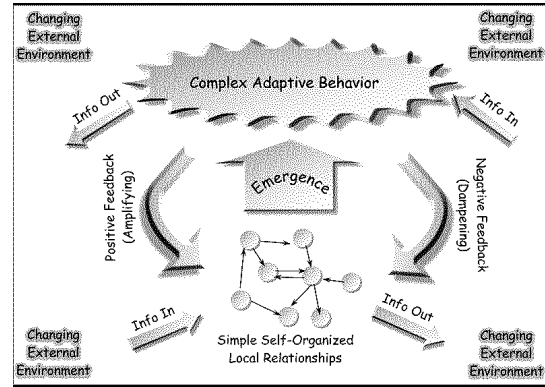 Changing
External
Environment
Changing
External
Environment
Complex Adaptive Behavior
Info Out
Info In
Emergence
Positive Feedback
(Amplifying)
Negative Feedback
(Dampening)
Info In
Info Out
Simple Self-Organized
Local Relationships
Changing
External
Environment
Changing
External
Environment